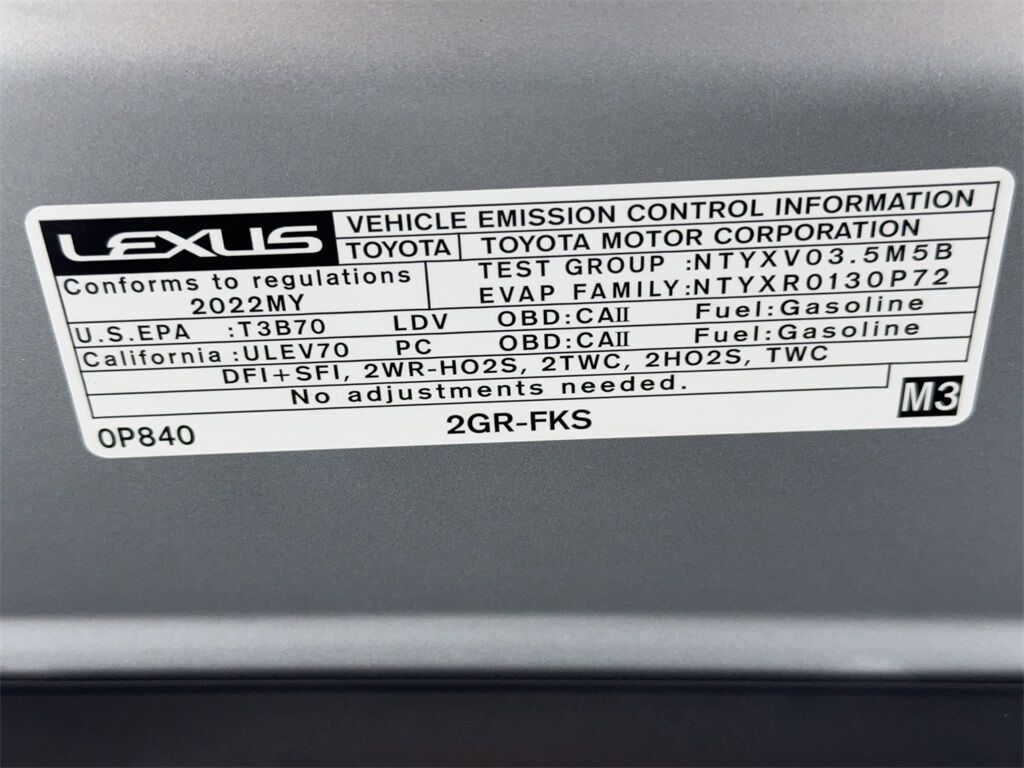 LEXUS
VEHICLE EMISSION CONTROL INFORMATION
TOYOTA TOYOTA MOTOR CORPORATION
Conforms to regulations
2022MY
TEST GROUP :NTYXV03.5M5B
EVAP FAMILY:NTYXR0130P72
U.S.EPA :T3B70 LDV OBD:CAII Fuel:Gasoline
California :ULEV70 PC OBD:CAII Fuel:Gasoline
DFI+SFI, 2WR-HO2S, 2TWC, 2HO2S, TWC
No adjustments needed.
0P840 2GR-FKS M3